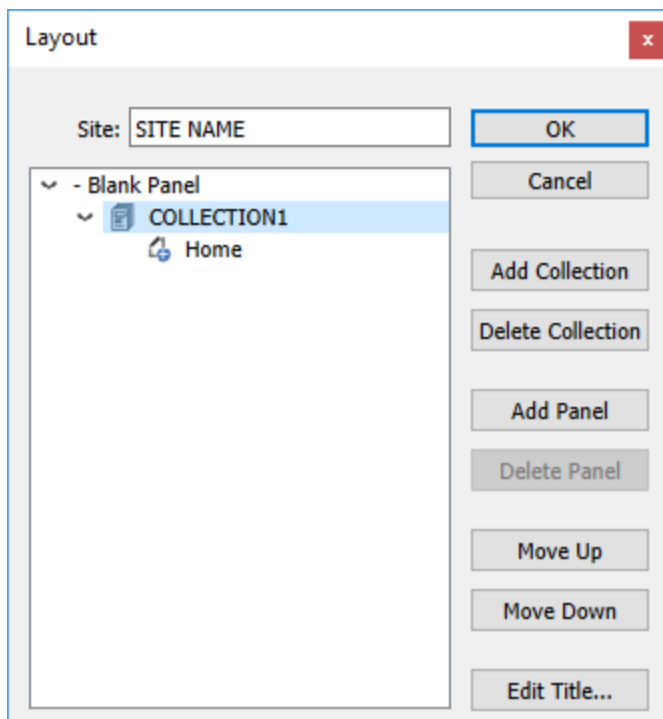 Layout
x
Site: SITE NAME
OK
- Blank Panel
Cancel
COLLECTION1
Home
Add Collection
Delete Collection
Add Panel
Delete Panel
Move Up
Move Down
Edit Title...